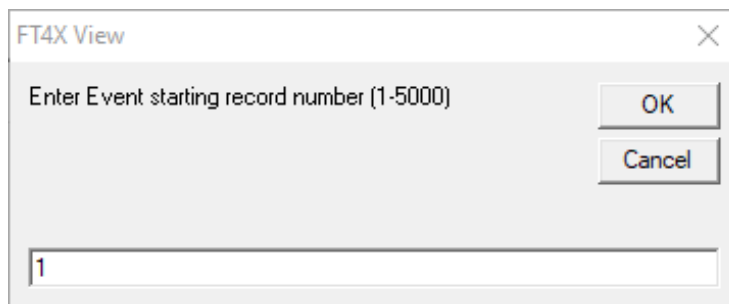 FT4X View
Enter Event starting record number (1-5000)
OK
Cancel
1